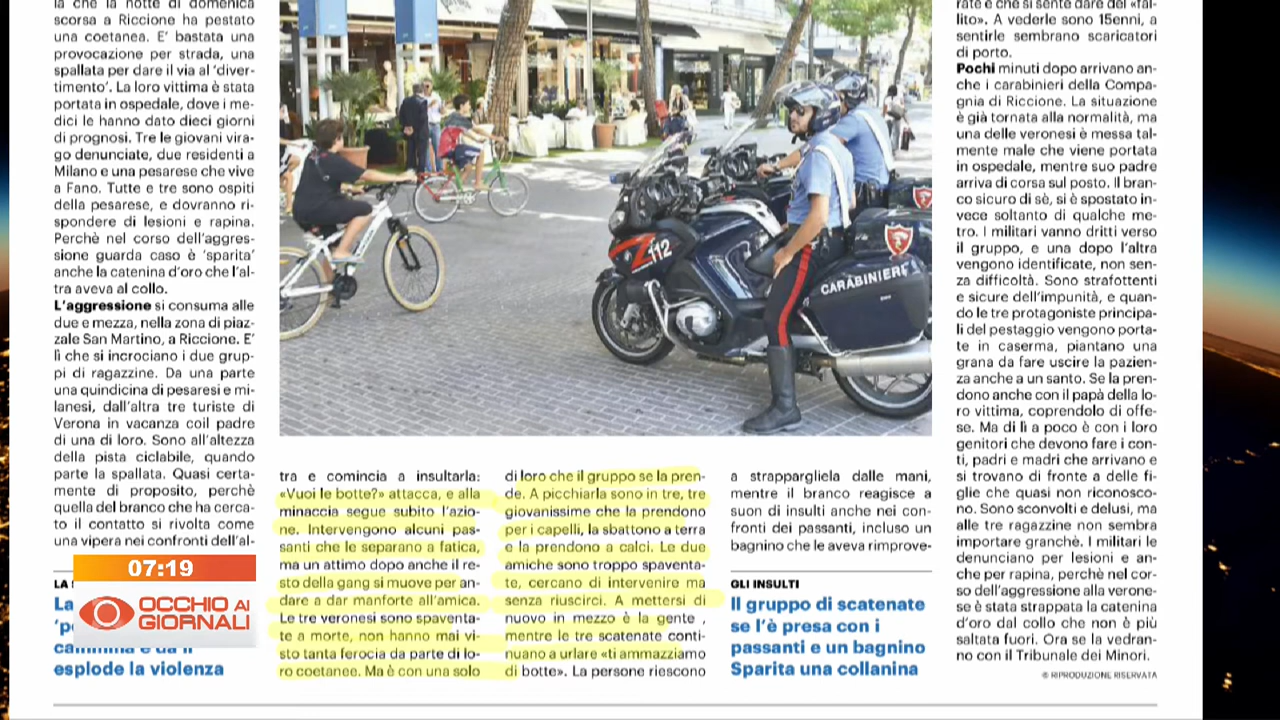 la che la notte di domenica
scorsa a Riccione ha pestato
una coetanea. E' bastata una
provocazione per strada, una
spallata per dare il via al 'diver-
timento'. La loro vittima è stata
portata in ospedale, dove i me-
dici le hanno dato dieci giorni
di prognosi. Tre le giovani vira-
go denunciate, due residenti a
Milano e una pesarese che vive
a Fano. Tutte e tre sono ospiti
della pesarese, e dovranno ri-
spondere di lesioni e rapina.
Perchè nel corso dell'aggres-
sione guarda caso è 'sparita'
anche la catenina d'oro che l'al-
tra aveva al collo.
L'aggressione si consuma alle
due e mezza, nella zona di piaz-
zale San Martino, a Riccione. E'
lì che si incrociano i due grup-
pi di ragazzine. Da una parte
una quindicina di pesaresi e mi-
lanesi, dall'altra tre turiste di
Verona in vacanza coil padre
di una di loro. Sono all'altezza
della pista ciclabile, quando
parte la spallata. Quasi certa-
mente di proposito, perchè
quella del branco che ha cerca-
to il contatto si rivolta come
una vipera nei confronti dell'al-
esplode la violenza
07:19
OCCHIO AI
GIORNALI
112
CARABINIERI
tra e comincia a insultarla:
«Vuoi le botte?» attacca, e alla
minaccia segue subito l'azio-
ne. Intervengono alcuni pas-
santi che le separano a fatica,
ma un attimo dopo anche il re-
sto della gang si muove per an-
dare a dar manforte all'amica.
Le tre veronesi sono spaventa-
te a morte, non hanno mai vi-
sto tanta ferocia da parte di lo-
ro coetanee. Ma è con una solo
di loro che il gruppo se la pren-
de. A picchiarla sono in tre, tre
giovanissime che la prendono
per i capelli, la sbattono a terra
e la prendono a calci. Le due
amiche sono troppo spaventa-
te, cercano di intervenire ma
senza riuscirci. A mettersi di
nuovo in mezzo è la gente ,
mentre le tre scatenate conti-
nuano a urlare «ti ammazziamo
di botte». La persone riescono
a strappargliela dalle mani,
mentre il branco reagisce a
suon di insulti anche nei con-
fronti dei passanti, incluso un
bagnino che le aveva rimprove-
GLI INSULTI
Il gruppo di scatenate
se l'è presa con i
passanti e un bagnino
Sparita una collanina
rate e che si sente dare del «fal-
lito». A vederle sono 15enni, a
sentirle sembrano scaricatori
di porto.
Pochi minuti dopo arrivano an-
che i carabinieri della Compa-
gnia di Riccione. La situazione
è già tornata alla normalità, ma
una delle veronesi è messa tal-
mente male che viene portata
in ospedale, mentre suo padre
arriva di corsa sul posto. Il bran-
co sicuro di sè, si è spostato in-
vece soltanto di qualche me-
tro. I militari vanno dritti verso
il gruppo, e una dopo l'altra
vengono identificate, non sen-
za difficoltà. Sono strafottenti
e sicure dell'impunità, e quan-
do le tre protagoniste principa-
li del pestaggio vengono porta-
te in caserma, piantano una
grana da fare uscire la pazien-
za anche a un santo. Se la pren-
dono anche con il papà della lo-
ro vittima, coprendolo di offe-
se. Ma di lì a poco è con i loro
genitori che devono fare i con-
ti, padri e madri che arrivano e
si trovano di fronte a delle fi-
glie che quasi non riconosco-
no. Sono sconvolti e delusi, ma
alle tre ragazzine non sembra
importare granchè. I militari le
denunciano per lesioni e an-
che per rapina, perchè nel cor-
so dell'aggressione alla verone-
se è stata strappata la catenina
d'oro dal collo che non è più
saltata fuori. Ora se la vedran-
no con il Tribunale dei Minori.
© RIPRODUZIONE RISERVATA